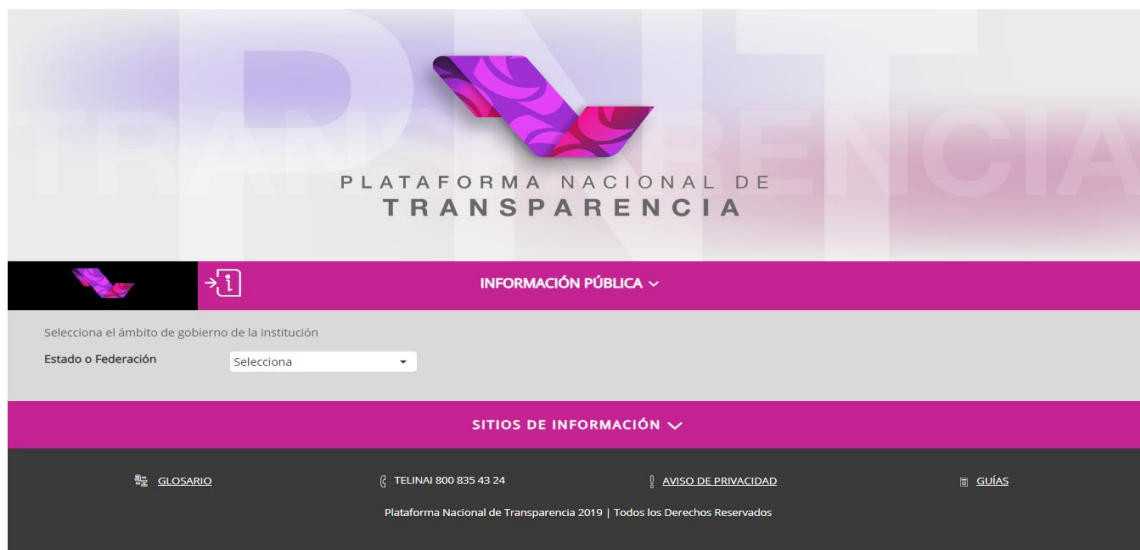 PNT
TRANSPARENCIA
PLATAFORMA NACIONAL DE
TRANSPARENCIA
INFORMACIÓN PÚBLICA
Selecciona el ámbito de gobierno de la institución
Estado o Federación Selecciona
SITIOS DE INFORMACIÓN
GLOSARIO TELINAI 800 835 43 24 AVISO DE PRIVACIDAD GUÍAS
Plataforma Nacional de Transparencia 2019 | Todos los Derechos Reservados